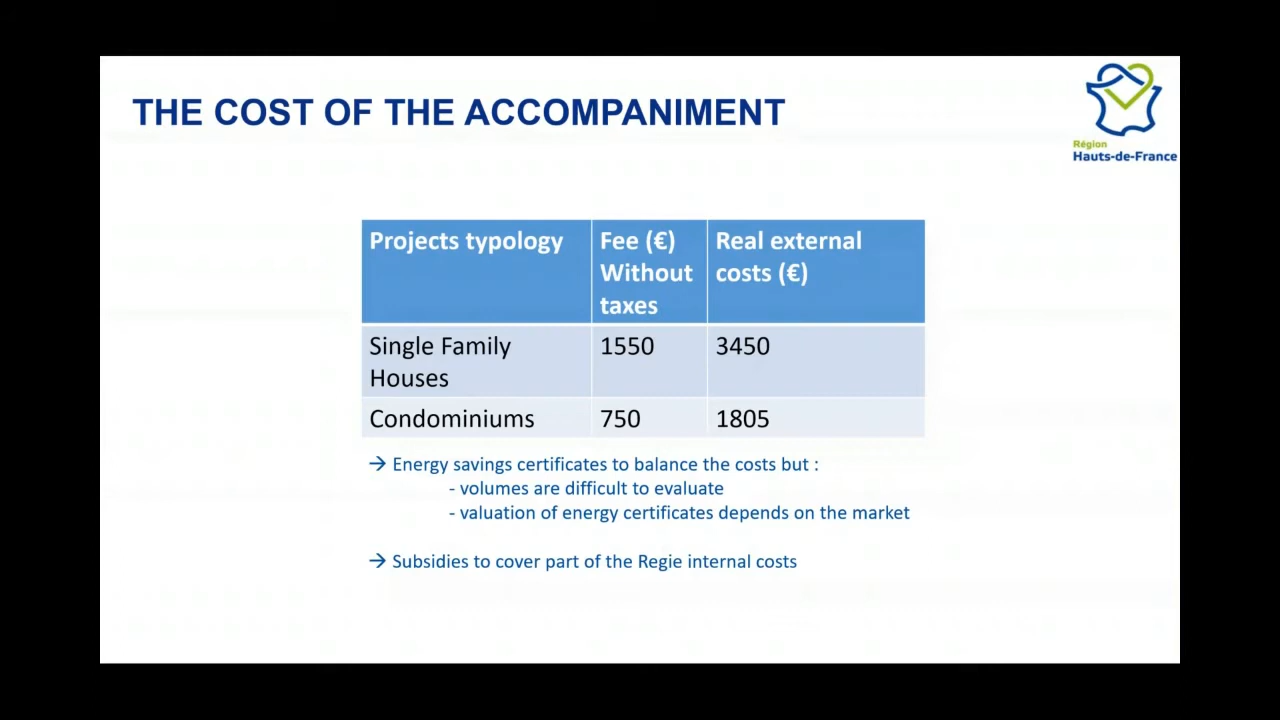 THE COST OF THE ACCOMPANIMENT
Région
Hauts-de-France
Projects typology
Fee (€)
Without
taxes
Real external
costs (€)
Single Family
Houses
1550
3450
Condominiums
750
1805
→ Energy savings certificates to balance the costs but :
- volumes are difficult to evaluate
- valuation of energy certificates depends on the market
→ Subsidies to cover part of the Regie internal costs